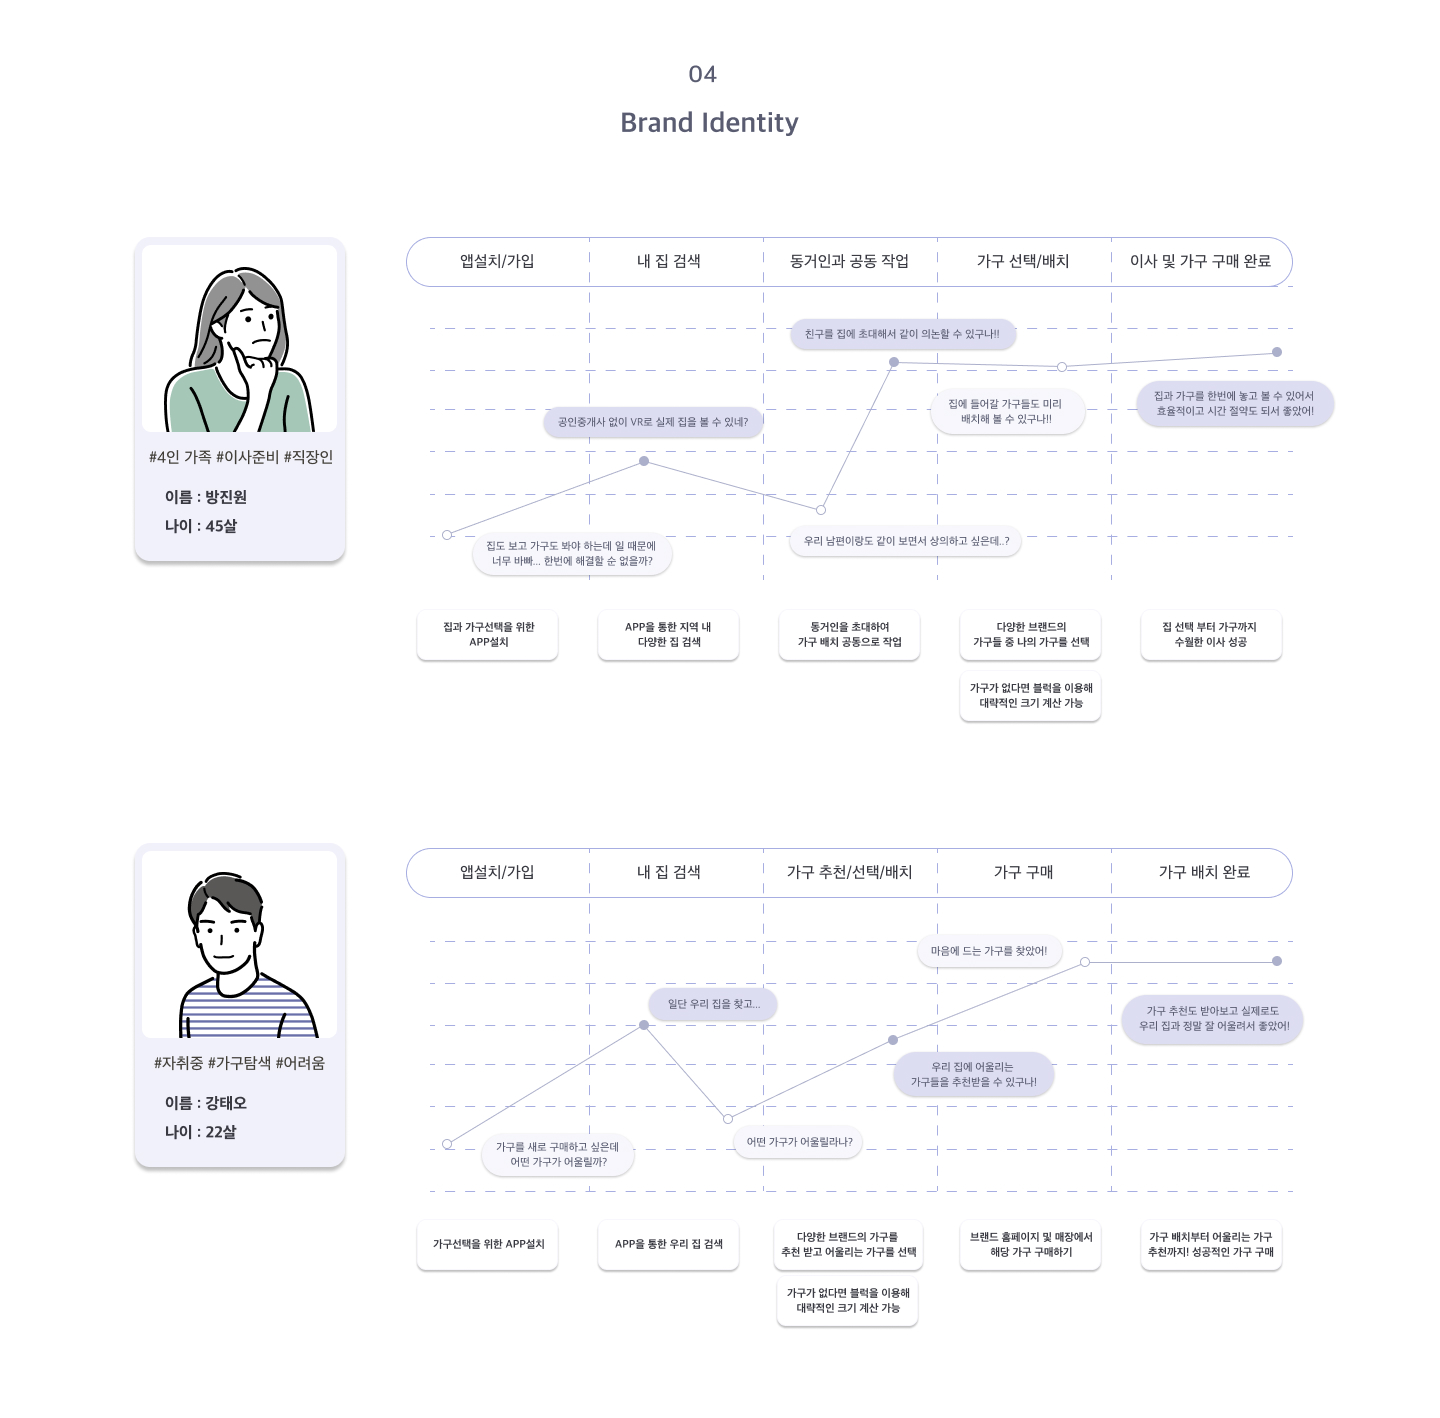 04
Brand Identity
앱설치/가입
내 집 검색
동거인과 공동 작업
가구 선택/배치
이사 및 가구 구매 완료
#4인 가족 #이사준비 #직장인
이름 : 방진원
나이 : 45살
친구를 집에 초대해서 같이 의논할 수 있구나!!
집과 가구를 한번에 놓고 볼 수 있어서
효율적이고 시간 절약도 되서 좋았어!
집에 들어갈 가구들도 미리
배치해 볼 수 있구나!!
공인중개사 없이 VR로 실제 집을 볼 수 있네?
우리 남편이랑도 같이 보면서 상의하고 싶은데..?
집도 보고 가구도 봐야 하는데 일 때문에
너무 바빠... 한번에 해결할 순 없을까?
집과 가구선택을 위한
APP설치
APP을 통한 지역 내
다양한 집 검색
동거인을 초대하여
가구 배치 공동으로 작업
다양한 브랜드의
가구들 중 나의 가구를 선택
집 선택 부터 가구까지
수월한 이사 성공
가구가 없다면 블럭을 이용해
대략적인 크기 계산 가능
앱설치/가입
내 집 검색
가구 추천/선택/배치
가구 구매
가구 배치 완료
#자취중 #가구탐색 #어려움
이름 : 강태오
나이 : 22살
마음에 드는 가구를 찾았어!
일단 우리 집을 찾고...
가구 추천도 받아보고 실제로도
우리 집과 정말 잘 어울려서 좋았어!
우리 집에 어울리는
가구들을 추천받을 수 있구나!
어떤 가구가 어울릴라나?
가구를 새로 구매하고 싶은데
어떤 가구가 어울릴까?
가구선택을 위한 APP설치
APP을 통한 우리 집 검색
다양한 브랜드의 가구를
추천 받고 어울리는 가구를 선택
브랜드 홈페이지 및 매장에서
해당 가구 구매하기
가구 배치부터 어울리는 가구
추천까지! 성공적인 가구 구매
가구가 없다면 블럭을 이용해
대략적인 크기 계산 가능